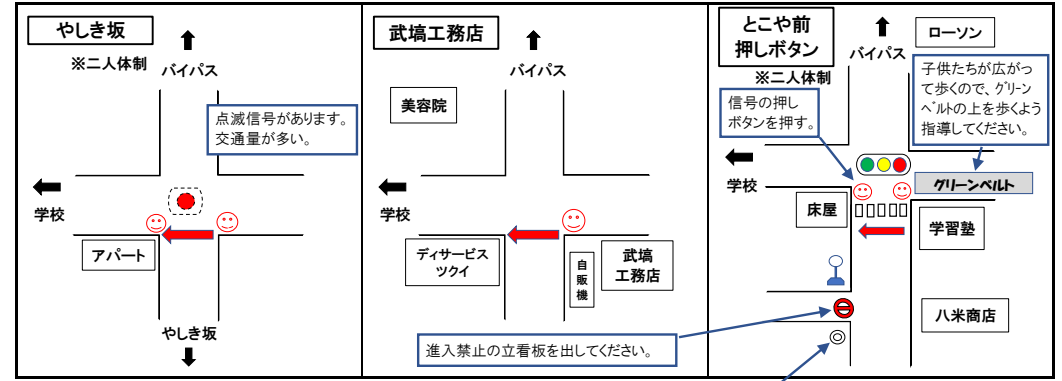 やしき坂
※二人体制
バイパス
点滅信号があります。
交通量が多い。
学校
アパート
やしき坂
武塙工務店
バイパス
美容院
学校
ディサービス
ツクイ
自
販
機
武塙
工務店
進入禁止の立看板を出してください。
とこや前
押しボタン
※二人体制
バイパス
ローソン
信号の押し
ボタンを押す。
子供たちが広がっ
て歩くので、グリーン
ベルトの上を歩くよう
指導してください。
学校
グリーンベルト
床屋
学習塾
八米商店